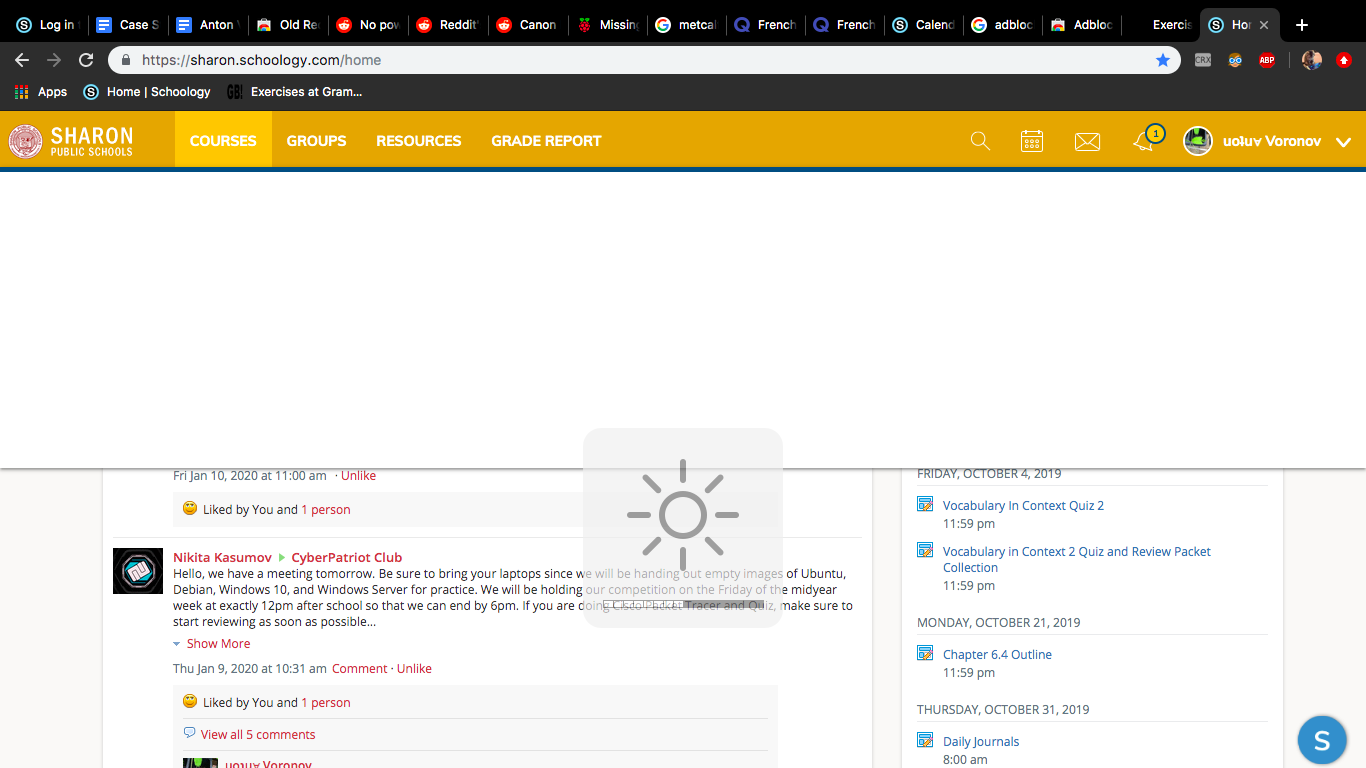 Log in
Case S
Anton V
Old Re
No pow
Reddit'
Canon
Missing
metcal
French
French
Calend
adbloc
Adbloc
Exercis
Hor
https://sharon.schoology.com/home
CRX
ABP
Apps
Home | Schoology
GB!
Exercises at Gram...
SHARON
PUBLIC SCHOOLS
COURSES
GROUPS
RESOURCES
GRADE REPORT
1
uoʇuɐ Voronov
Fri Jan 10, 2020 at 11:00 am · Unlike
Liked by You and 1 person
Nikita Kasumov CyberPatriot Club
Hello, we have a meeting tomorrow. Be sure to bring your laptops since we will be handing out empty images of Ubuntu,
Debian, Windows 10, and Windows Server for practice. We will be holding our competition on the Friday of the midyear
week at exactly 12pm after school so that we can end by 6pm. If you are doing Cisco Packet Tracer and Quiz, make sure to
start reviewing as soon as possible...
Show More
Thu Jan 9, 2020 at 10:31 am Comment · Unlike
Liked by You and 1 person
View all 5 comments
uoʇuɐ Voronov
FRIDAY, OCTOBER 4, 2019
Vocabulary In Context Quiz 2
11:59 pm
Vocabulary in Context 2 Quiz and Review Packet
Collection
11:59 pm
MONDAY, OCTOBER 21, 2019
Chapter 6.4 Outline
11:59 pm
THURSDAY, OCTOBER 31, 2019
Daily Journals
8:00 am
S